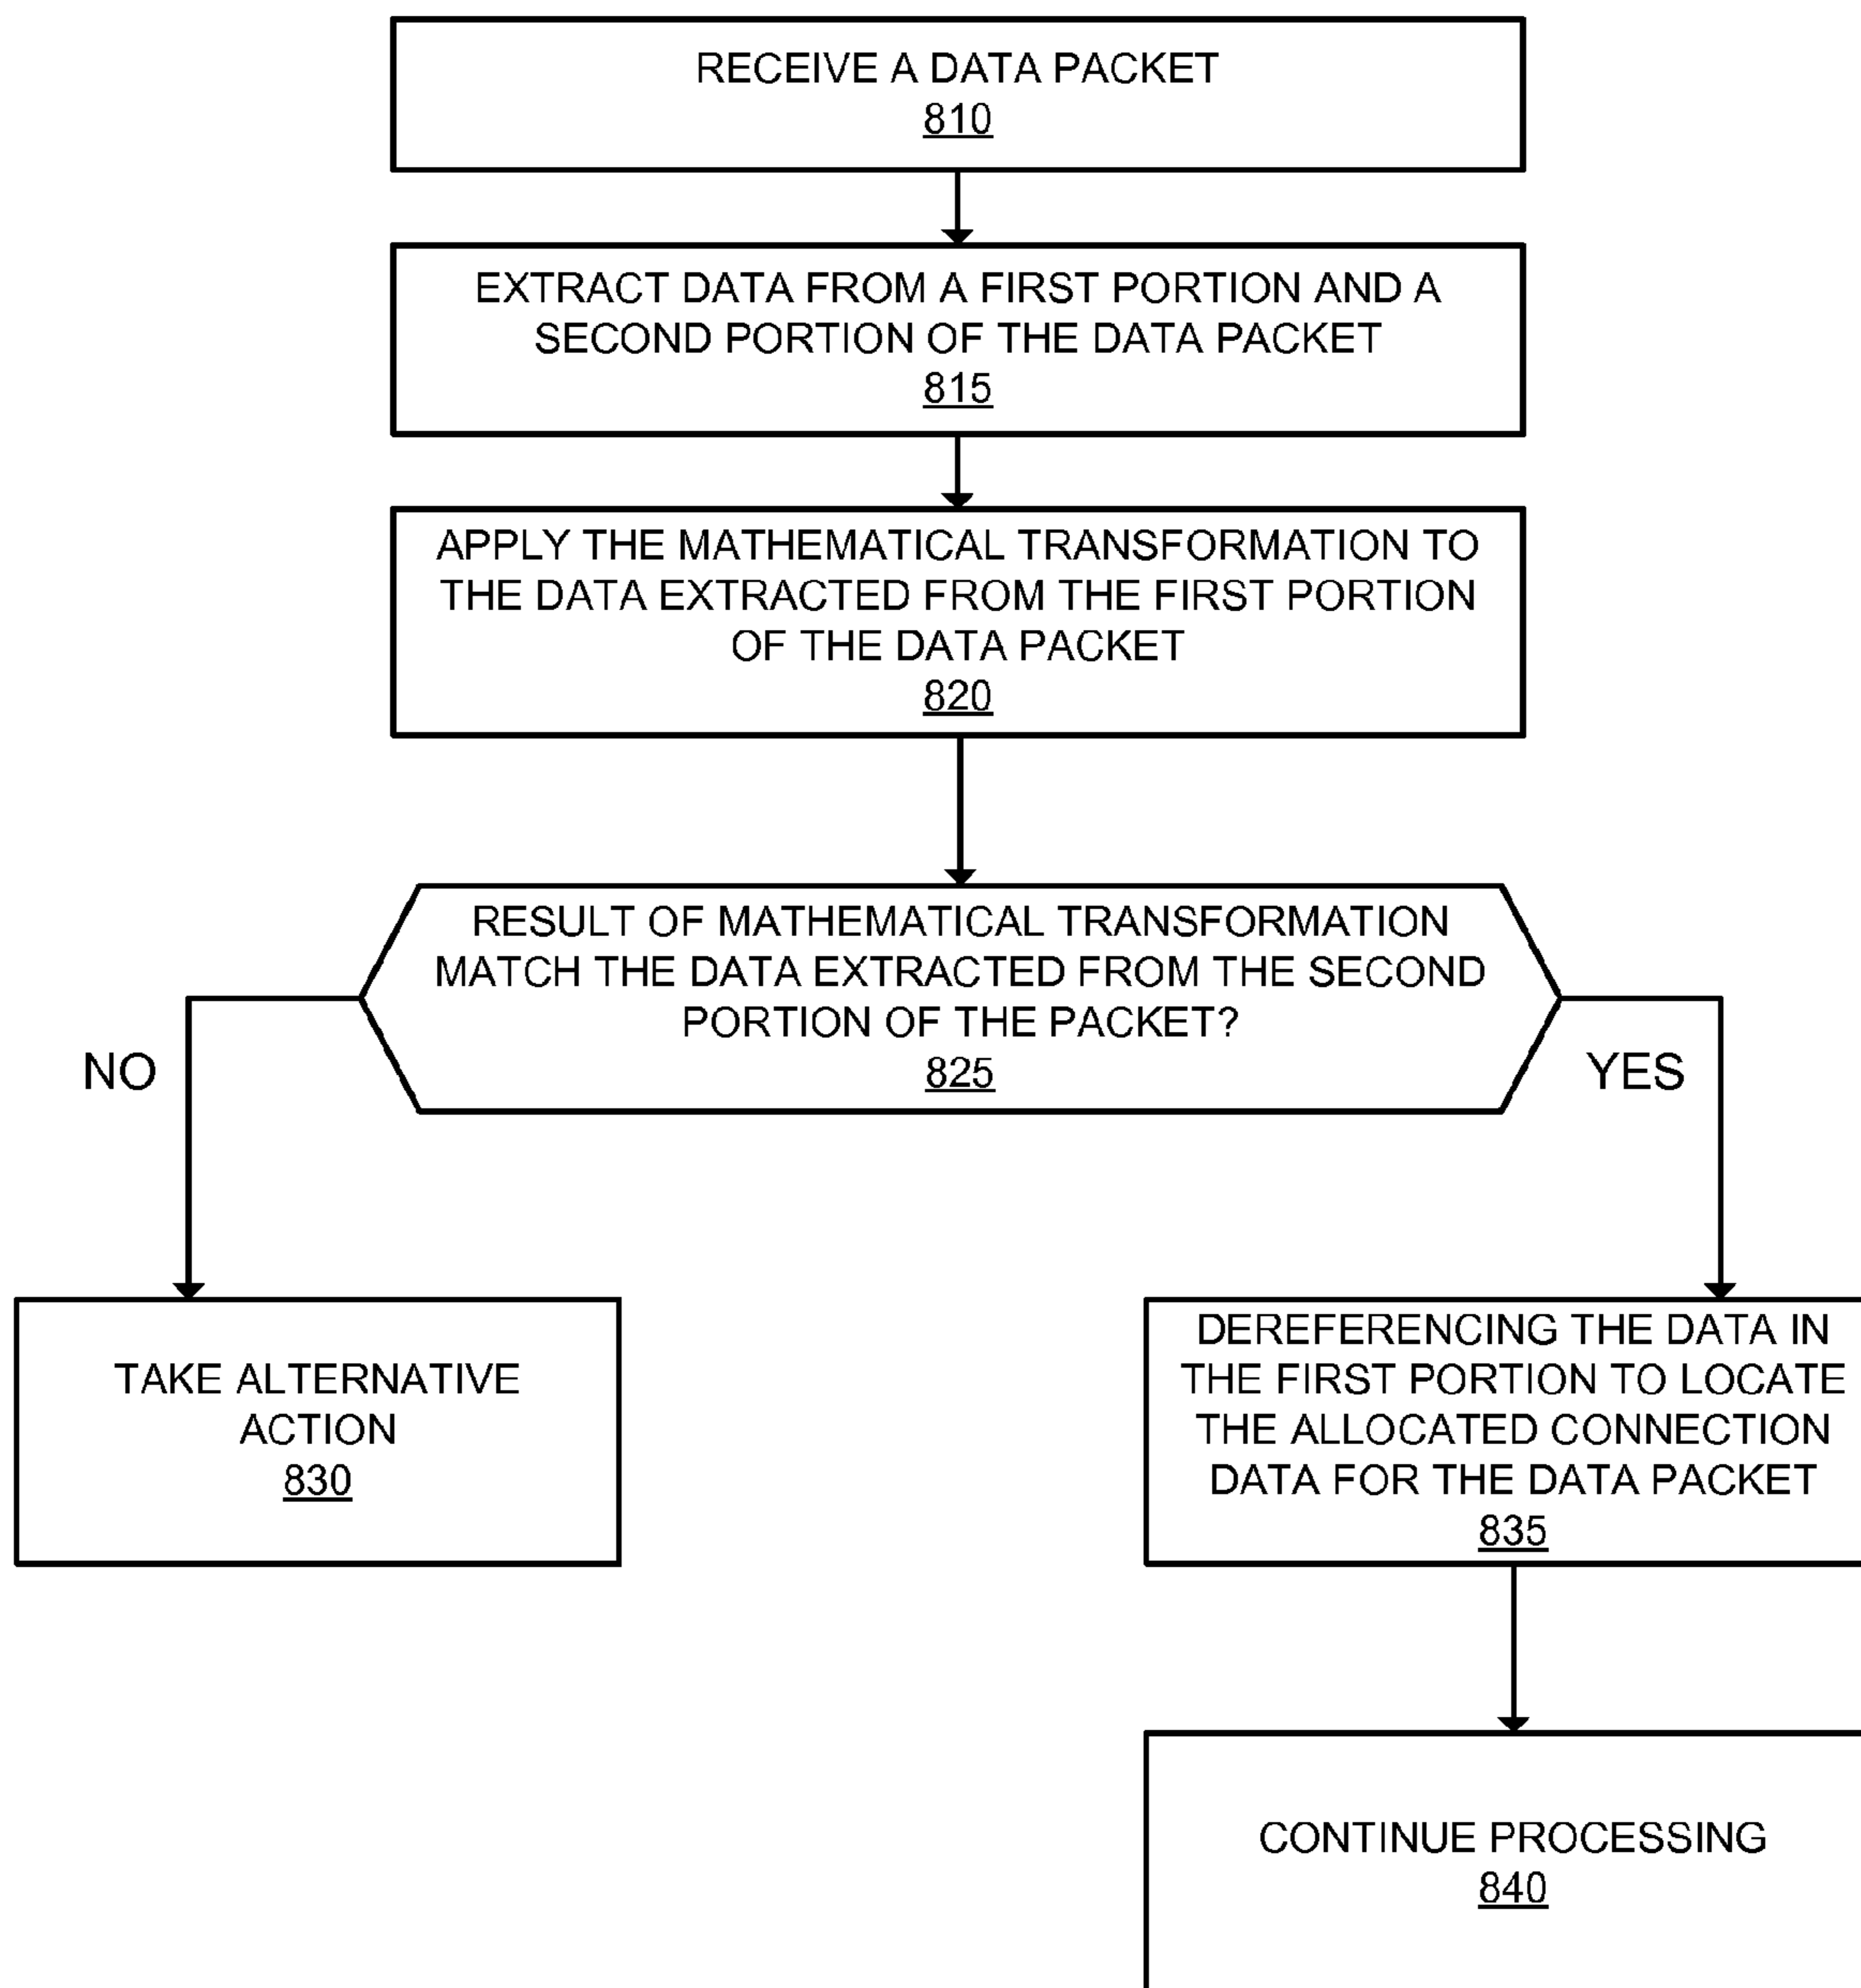 RECEIVE A DATA PACKET
810
EXTRACT DATA FROM A FIRST PORTION AND A
SECOND PORTION OF THE DATA PACKET
815
APPLY THE MATHEMATICAL TRANSFORMATION TO
THE DATA EXTRACTED FROM THE FIRST PORTION
OF THE DATA PACKET
820
RESULT OF MATHEMATICAL TRANSFORMATION
MATCH THE DATA EXTRACTED FROM THE SECOND
PORTION OF THE PACKET?
825
NO
YES
TAKE ALTERNATIVE
ACTION
830
DEREFERENCING THE DATA IN
THE FIRST PORTION TO LOCATE
THE ALLOCATED CONNECTION
DATA FOR THE DATA PACKET
835
CONTINUE PROCESSING
840